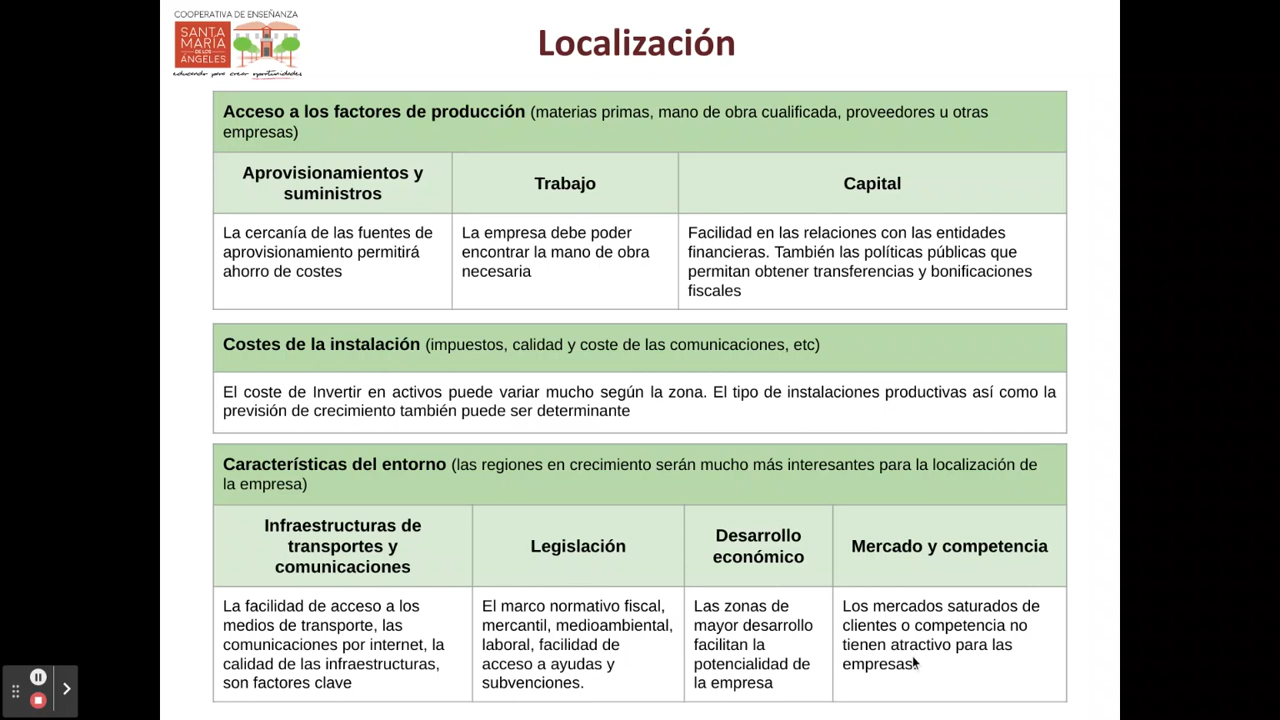 COOPERATIVA DE ENSEÑANZA
SANTA
MARÍA
DE LOS
ÁNGELES
educando para crear oportunidades
Localización
Acceso a los factores de producción (materias primas, mano de obra cualificada, proveedores u otras
empresas)
Aprovisionamientos y
suministros
Trabajo
Capital
La cercanía de las fuentes de
aprovisionamiento permitirá
ahorro de costes
La empresa debe poder
encontrar la mano de obra
necesaria
Facilidad en las relaciones con las entidades
financieras. También las políticas públicas que
permitan obtener transferencias y bonificaciones
fiscales
Costes de la instalación (impuestos, calidad y coste de las comunicaciones, etc)
El coste de Invertir en activos puede variar mucho según la zona. El tipo de instalaciones productivas así como la
previsión de crecimiento también puede ser determinante
Características del entorno (las regiones en crecimiento serán mucho más interesantes para la localización de
la empresa)
Infraestructuras de
transportes y
comunicaciones
Legislación
Desarrollo
económico
Mercado y competencia
La facilidad de acceso a los
medios de transporte, las
comunicaciones por internet, la
calidad de las infraestructuras,
son factores clave
El marco normativo fiscal,
mercantil, medioambiental,
laboral, facilidad de
acceso a ayudas y
subvenciones.
Las zonas de
mayor desarrollo
facilitan la
potencialidad de
la empresa
Los mercados saturados de
clientes o competencia no
tienen atractivo para las
empresas.